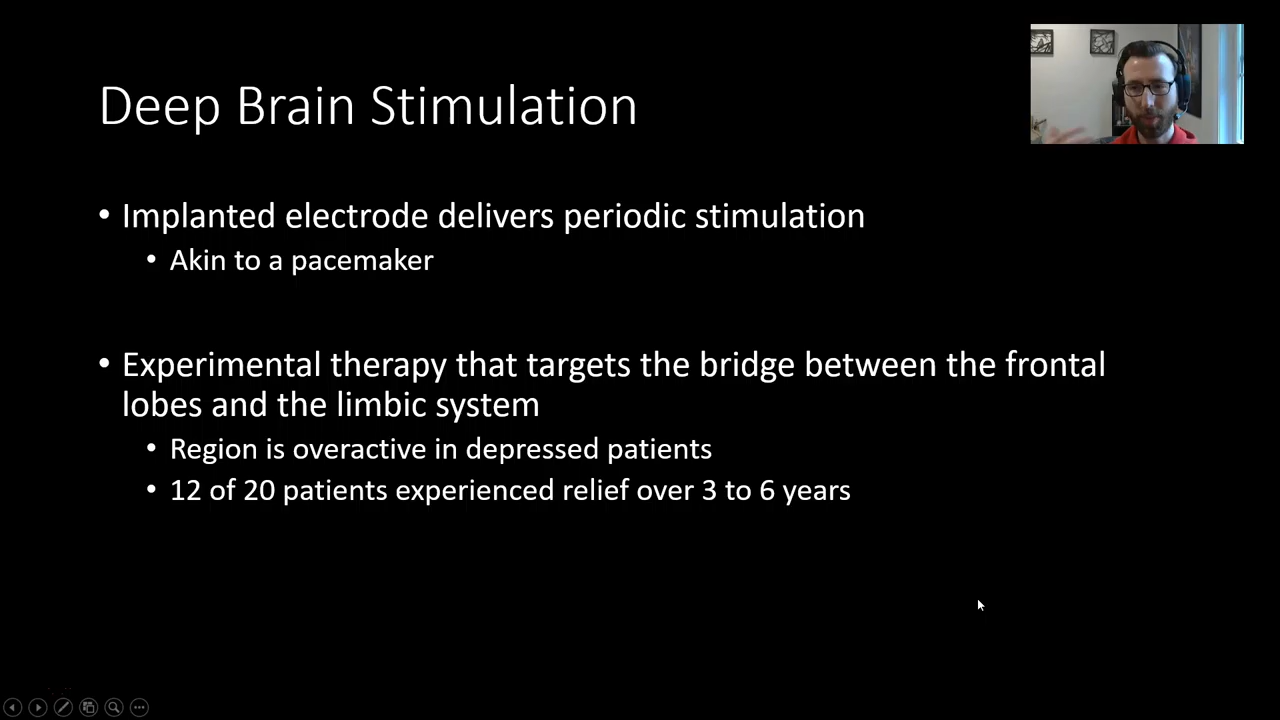 Deep Brain Stimulation
• Implanted electrode delivers periodic stimulation
• Akin to a pacemaker
• Experimental therapy that targets the bridge between the frontal
lobes and the limbic system
• Region is overactive in depressed patients
• 12 of 20 patients experienced relief over 3 to 6 years